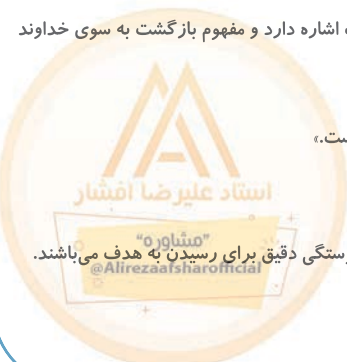 اشاره دارد و مفهوم بازگشت به سوی خداوند
ست.»
استاد علیرضا افشار
"مشاوره"
رستگی دقیق برای رسیدن به هدف می‌باشند.
@Alirezaafsharofficial